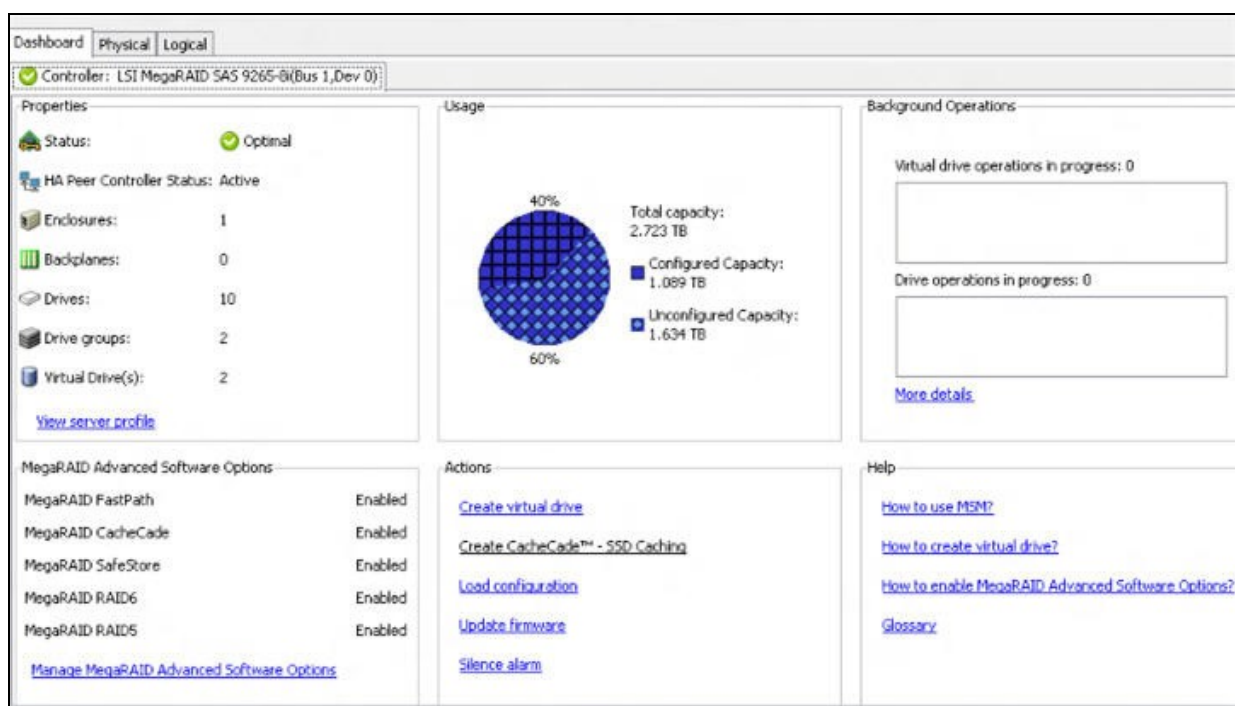 Dashboard Physical Logical
Controller: LSI MegaRAID SAS 9265-8i(Bus 1,Dev 0)
Properties
Status: Optimal
HA Peer Controller Status: Active
Enclosures: 1
Backplanes: 0
Drives: 10
Drive groups: 2
Virtual Drive(s): 2
View server profile
Usage
40%
60%
Total capacity:
2.723 TB
Configured Capacity:
1.089 TB
Unconfigured Capacity:
1.634 TB
Background Operations
Virtual drive operations in progress: 0
Drive operations in progress: 0
More details
MegaRAID Advanced Software Options
MegaRAID FastPath Enabled
MegaRAID CacheCade Enabled
MegaRAID SafeStore Enabled
MegaRAID RAID6 Enabled
MegaRAID RAID5 Enabled
Manage MegaRAID Advanced Software Options
Actions
Create virtual drive
Create CacheCade™ - SSD Caching
Load configuration
Update firmware
Silence alarm
Help
How to use MSM?
How to create virtual drive?
How to enable MegaRAID Advanced Software Options?
Glossary